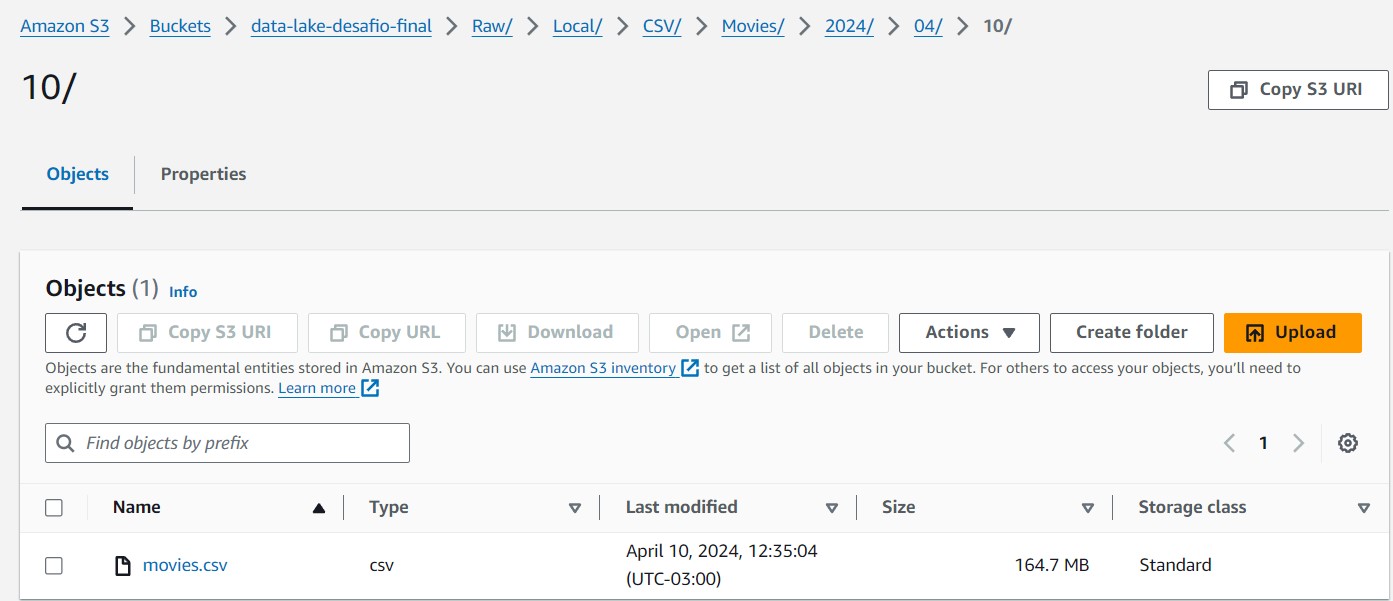 Amazon S3 > Buckets > data-lake-desafio-final > Raw/ > Local/ > CSV/ > Movies/ > 2024/ > 04/ > 10/
10/
Copy S3 URI
Objects Properties
Objects (1) Info
Copy S3 URI Copy URL Download Open Delete Actions Create folder Upload
Objects are the fundamental entities stored in Amazon S3. You can use Amazon S3 inventory to get a list of all objects in your bucket. For others to access your objects, you'll need to
explicitly grant them permissions. Learn more
Find objects by prefix
1
Name Type Last modified Size Storage class
movies.csv csv April 10, 2024, 12:35:04 164.7 MB Standard
(UTC-03:00)